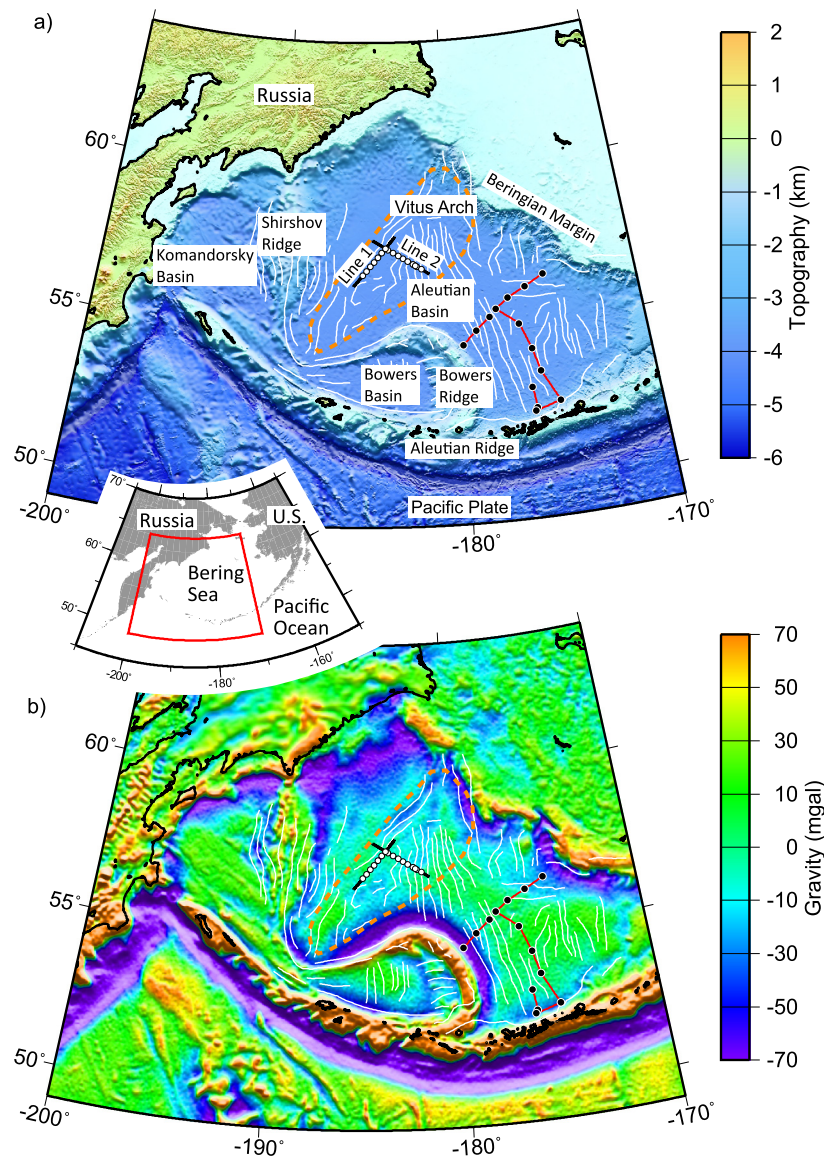 a)
Russia
60˚
Vitus Arch
Beringian Margin
Shirshov
Ridge
Komandorsky
Basin
Line 1
Line 2
55˚
Aleutian
Basin
Bowers
Basin
Bowers
Ridge
Aleutian Ridge
50˚
Pacific Plate
-200˚
-180˚
-170˚
2
1
0
-1
-2
-3
-4
-5
-6
Topography (km)
70˚
Russia
U.S.
60˚
Bering
Sea
50˚
Pacific
Ocean
-200˚
-180˚
-160˚
b)
60˚
55˚
50˚
-200˚
-190˚
-180˚
-170˚
70
50
30
10
0
-10
-30
-50
-70
Gravity (mgal)